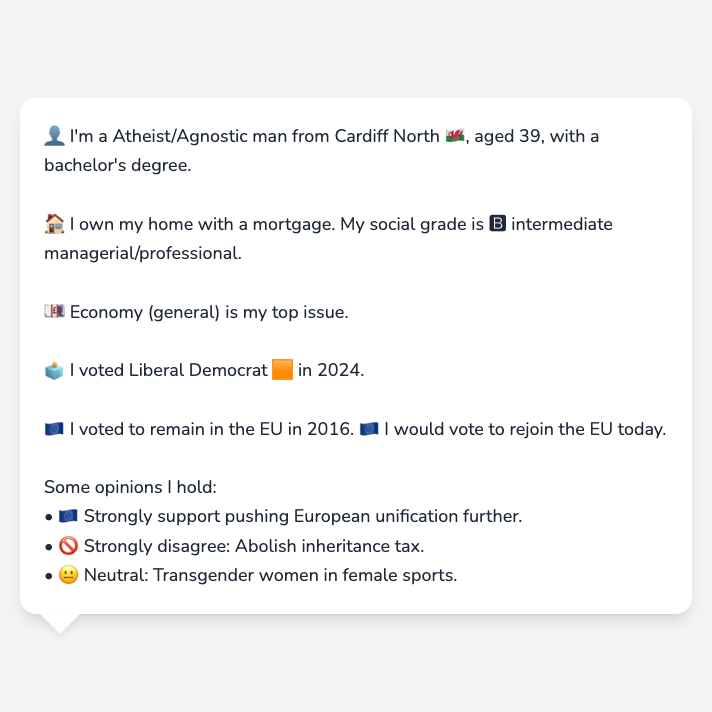 👤 I'm a Atheist/Agnostic man from Cardiff North 🏴󠁧󠁢󠁷󠁬󠁳󠁿, aged 39, with a
bachelor's degree.
🏠 I own my home with a mortgage. My social grade is 🅱 intermediate
managerial/professional.
💷 Economy (general) is my top issue.
🗳️ I voted Liberal Democrat 🟧 in 2024.
🇪🇺 I voted to remain in the EU in 2016. 🇪🇺 I would vote to rejoin the EU today.
Some opinions I hold:
• 🇪🇺 Strongly support pushing European unification further.
• 🚫 Strongly disagree: Abolish inheritance tax.
• 😐 Neutral: Transgender women in female sports.